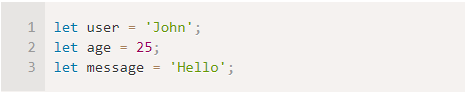 1 let user = 'John';
2 let age = 25;
3 let message = 'Hello';